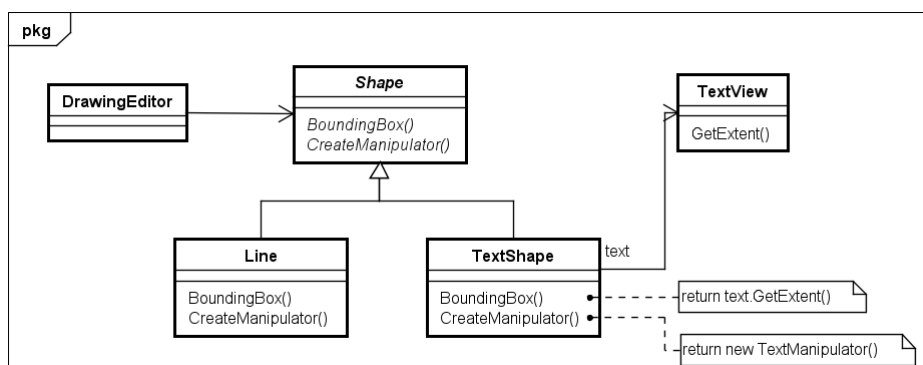 pkg
DrawingEditor
Shape
BoundingBox()
CreateManipulator()
TextView
GetExtent()
Line
BoundingBox()
CreateManipulator()
TextShape
BoundingBox()
CreateManipulator()
text
return text.GetExtent()
return new TextManipulator()